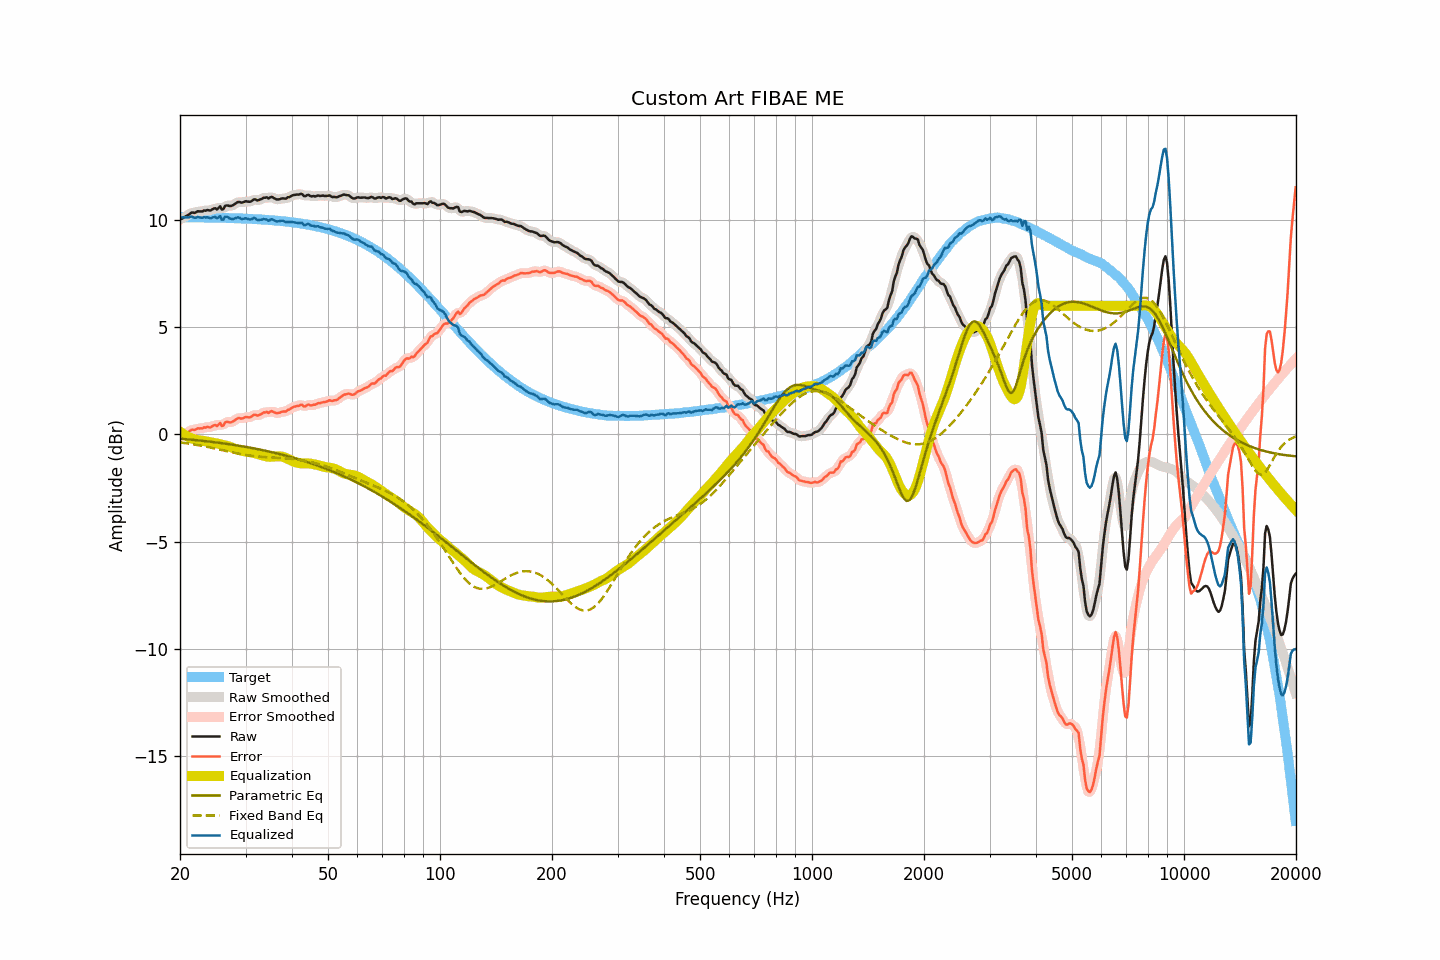 Custom Art FIBAE ME
Amplitude (dBr)
10
5
0
−5
−10
−15
Target
Raw Smoothed
Error Smoothed
Raw
Error
Equalization
Parametric Eq
Fixed Band Eq
Equalized
20 50 100 200 500 1000 2000 5000 10000 20000
Frequency (Hz)